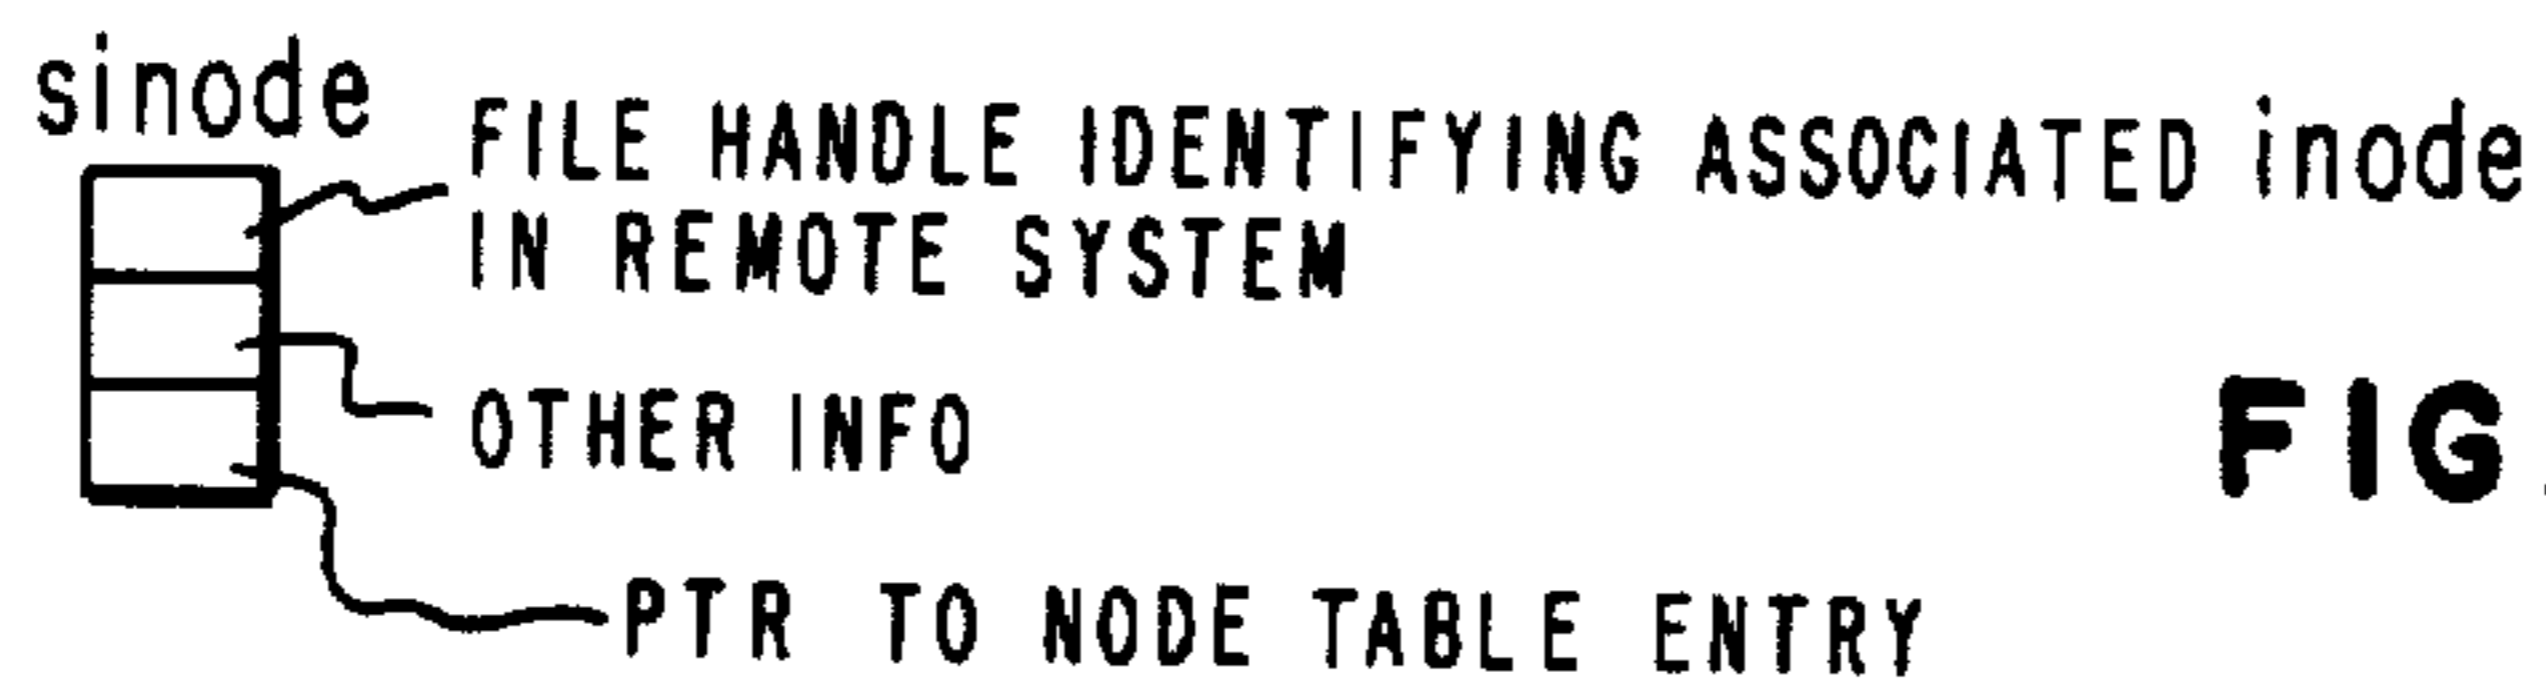 sinode
FILE HANDLE IDENTIFYING ASSOCIATED inode
IN REMOTE SYSTEM
OTHER INFO
FIG.
PTR TO NODE TABLE ENTRY